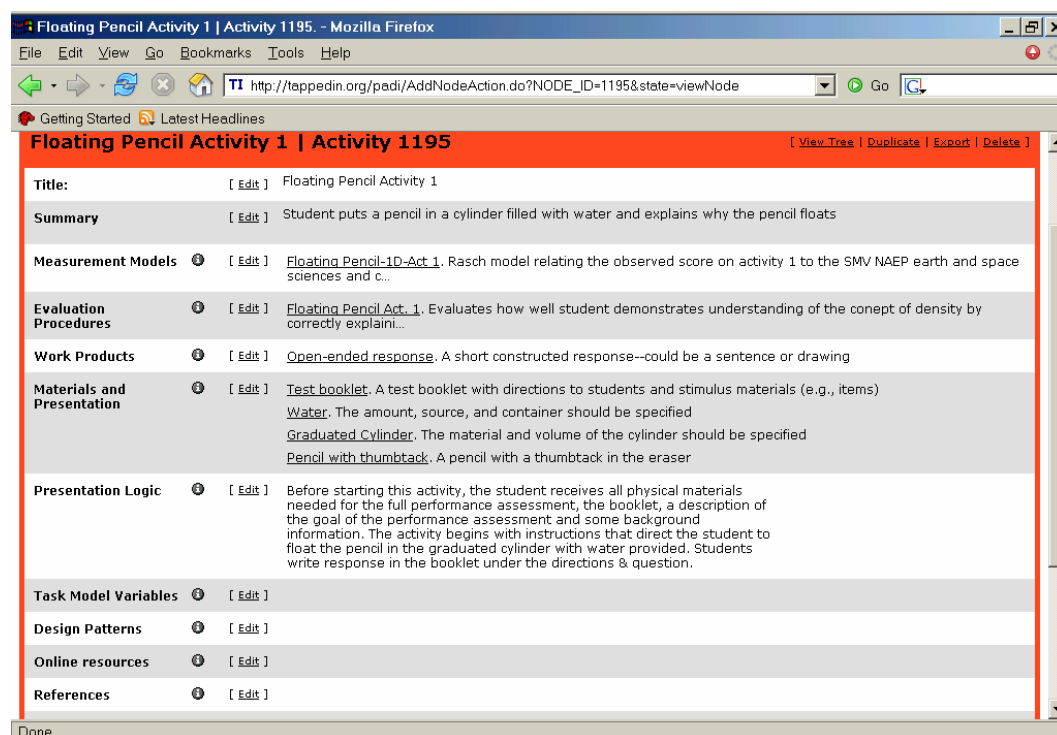 Floating Pencil Activity 1 | Activity 1195. - Mozilla Firefox
File Edit View Go Bookmarks Tools Help
TI http://tappedin.org/padi/AddNodeAction.do?NODE_ID=1195&state=viewNode Go G
Getting Started Latest Headlines
Floating Pencil Activity 1 | Activity 1195 [ View Tree | Duplicate | Export | Delete ]
Title: [ Edit ] Floating Pencil Activity 1
Summary [ Edit ] Student puts a pencil in a cylinder filled with water and explains why the pencil floats
Measurement Models [ Edit ] Floating Pencil-1D-Act 1. Rasch model relating the observed score on activity 1 to the SMV NAEP earth and space
sciences and c...
Evaluation [ Edit ] Floating Pencil Act. 1. Evaluates how well student demonstrates understanding of the conept of density by
Procedures correctly explaini...
Work Products [ Edit ] Open-ended response. A short constructed response--could be a sentence or drawing
Materials and [ Edit ] Test booklet. A test booklet with directions to students and stimulus materials (e.g., items)
Presentation
Water. The amount, source, and container should be specified
Graduated Cylinder. The material and volume of the cylinder should be specified
Pencil with thumbtack. A pencil with a thumbtack in the eraser
Presentation Logic [ Edit ] Before starting this activity, the student receives all physical materials
needed for the full performance assessment, the booklet, a description of
the goal of the performance assessment and some background
information. The activity begins with instructions that direct the student to
float the pencil in the graduated cylinder with water provided. Students
write response in the booklet under the directions & question.
Task Model Variables [ Edit ]
Design Patterns [ Edit ]
Online resources [ Edit ]
References [ Edit ]
Done